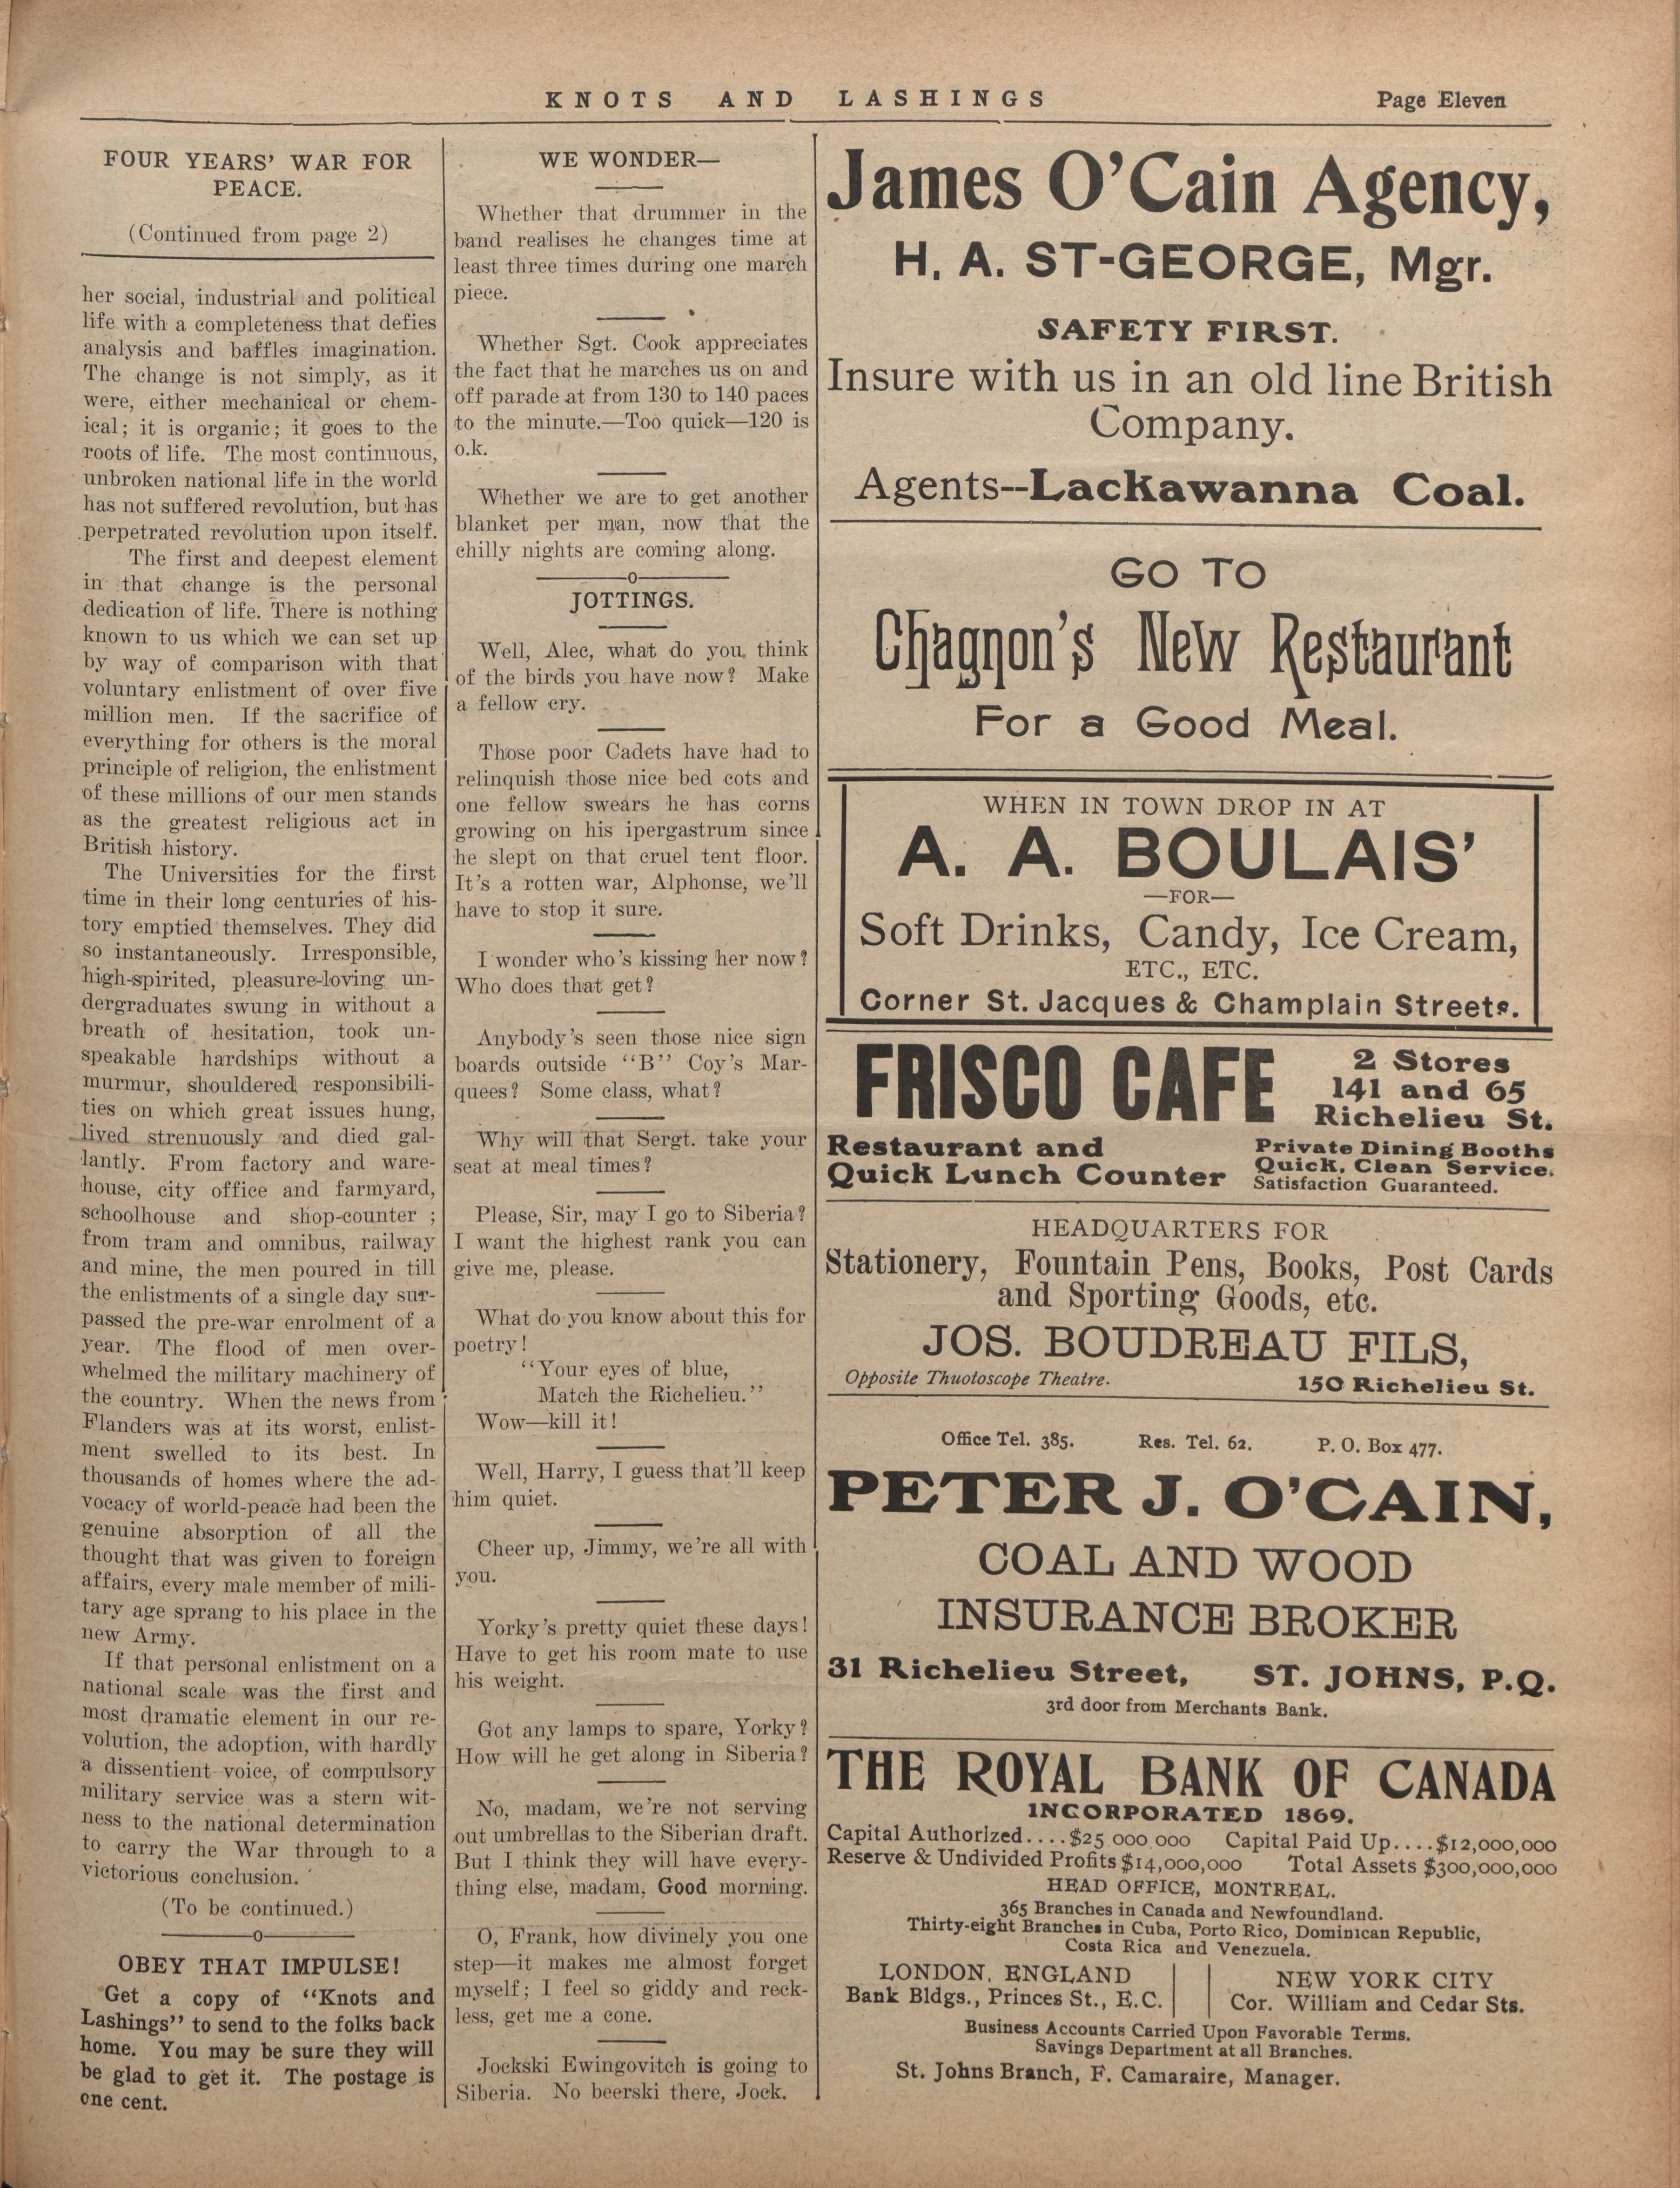 KNOTS AND LASHINGS
Page Eleven
FOUR YEARS' WAR FOR
PEACE.
(Continued from page 2)
her social, industrial and political
life with a completeness that defies
analysis and baffles imagination.
The change is not simply, as it
were, either mechanical or chem-
ical; it is organic; it goes to the
roots of life. The most continuous,
unbroken national life in the world
has not suffered revolution, but has
perpetrated revolution upon itself.
The first and deepest element
in that change is the personal
dedication of life. There is nothing
known to us which we can set up
by way of comparison with that
voluntary enlistment of over five
million men. If the sacrifice of
everything for others is the moral
principle of religion, the enlistment
of these millions of our men stands
as the greatest religious act in
British history.
The Universities for the first
time in their long centuries of his-
tory emptied themselves. They did
so instantaneously. Irresponsible,
high-spirited, pleasure-loving un-
dergraduates swung in without a
breath of hesitation, took un-
speakable hardships without a
murmur, shouldered responsibili-
ties on which great issues hung,
lived strenuously and died gal-
lantly. From factory and ware-
house, city office and farmyard,
schoolhouse and shop-counter ;
from tram and omnibus, railway
and mine, the men poured in till
the enlistments of a single day sur-
passed the pre-war enrolment of a
year. The flood of men over-
whelmed the military machinery of
the country. When the news from
Flanders was at its worst, enlist-
ment swelled to its best. In
thousands of homes where the ad-
vocacy of world-peace had been the
genuine absorption of all the
thought that was given to foreign
affairs, every male member of mili-
tary age sprang to his place in the
new Army.
If that personal enlistment on a
national scale was the first and
most dramatic element in our re-
volution, the adoption, with hardly
a dissentient voice, of compulsory
military service was a stern wit-
ness to the national determination
to carry the War through to a
victorious conclusion.
(To be continued.)
OBEY THAT IMPULSE!
Get a copy of "Knots and
Lashings" to send to the folks back
home. You may be sure they will
be glad to get it. The postage is
one cent.
WE WONDER—
Whether that drummer in the
band realises he changes time at
least three times during one march
piece.
Whether Sgt. Cook appreciates
the fact that he marches us on and
off parade at from 130 to 140 paces
to the minute.—Too quick—120 is
o.k.
Whether we are to get another
blanket per man, now that the
chilly nights are coming along.
JOTTINGS.
Well, Alec, what do you think
of the birds you have now? Make
a fellow cry.
Those poor Cadets have had to
relinquish those nice bed cots and
one fellow swears he has corns
growing on his ipergastrum since
he slept on that cruel tent floor.
It's a rotten war, Alphonse, we'll
have to stop it sure.
I wonder who's kissing her now?
Who does that get?
Anybody's seen those nice sign
boards outside "B" Coy's Mar-
quees? Some class, what?
Why will that Sergt. take your
seat at meal times?
Please, Sir, may I go to Siberia?
I want the highest rank you can
give me, please.
What do you know about this for
poetry!
"Your eyes of blue,
Match the Richelieu."
Wow—kill it!
Well, Harry, I guess that'll keep
him quiet.
Cheer up, Jimmy, we're all with
you.
Yorky's pretty quiet these days!
Have to get his room mate to use
his weight.
Got any lamps to spare, Yorky?
How will he get along in Siberia?
No, madam, we're not serving
out umbrellas to the Siberian draft.
But I think they will have every-
thing else, madam, Good morning.
O, Frank, how divinely you one
step—it makes me almost forget
myself; I feel so giddy and reck-
less, get me a cone.
Jockski Ewingovitch is going to
Siberia. No beerski there, Jock.
James O'Cain Agency,
H. A. ST-GEORGE, Mgr.
SAFETY FIRST.
Insure with us in an old line British
Company.
Agents--Lackawanna Coal.
GO TO
Chagnon's New Restaurant
For a Good Meal.
WHEN IN TOWN DROP IN AT
A. A. BOULAIS'
—FOR—
Soft Drinks, Candy, Ice Cream,
ETC., ETC.
Corner St. Jacques & Champlain Streets.
FRISCO CAFE
2 Stores
141 and 65
Richelieu St.
Restaurant and
Quick Lunch Counter
Private Dining Booths
Quick, Clean Service.
Satisfaction Guaranteed.
HEADQUARTERS FOR
Stationery, Fountain Pens, Books, Post Cards
and Sporting Goods, etc.
JOS. BOUDREAU FILS,
Opposite Thuotoscope Theatre. 150 Richelieu St.
Office Tel. 385. Res. Tel. 62. P. O. Box 477.
PETER J. O'CAIN,
COAL AND WOOD
INSURANCE BROKER
31 Richelieu Street, ST. JOHNS, P.Q.
3rd door from Merchants Bank.
THE ROYAL BANK OF CANADA
INCORPORATED 1869.
Capital Authorized....$25 000 000 Capital Paid Up....$12,000,000
Reserve & Undivided Profits $14,000,000 Total Assets $300,000,000
HEAD OFFICE, MONTREAL.
365 Branches in Canada and Newfoundland.
Thirty-eight Branches in Cuba, Porto Rico, Dominican Republic,
Costa Rica and Venezuela.
LONDON, ENGLAND
Bank Bldgs., Princes St., E.C.
NEW YORK CITY
Cor. William and Cedar Sts.
Business Accounts Carried Upon Favorable Terms.
Savings Department at all Branches.
St. Johns Branch, F. Camaraire, Manager.